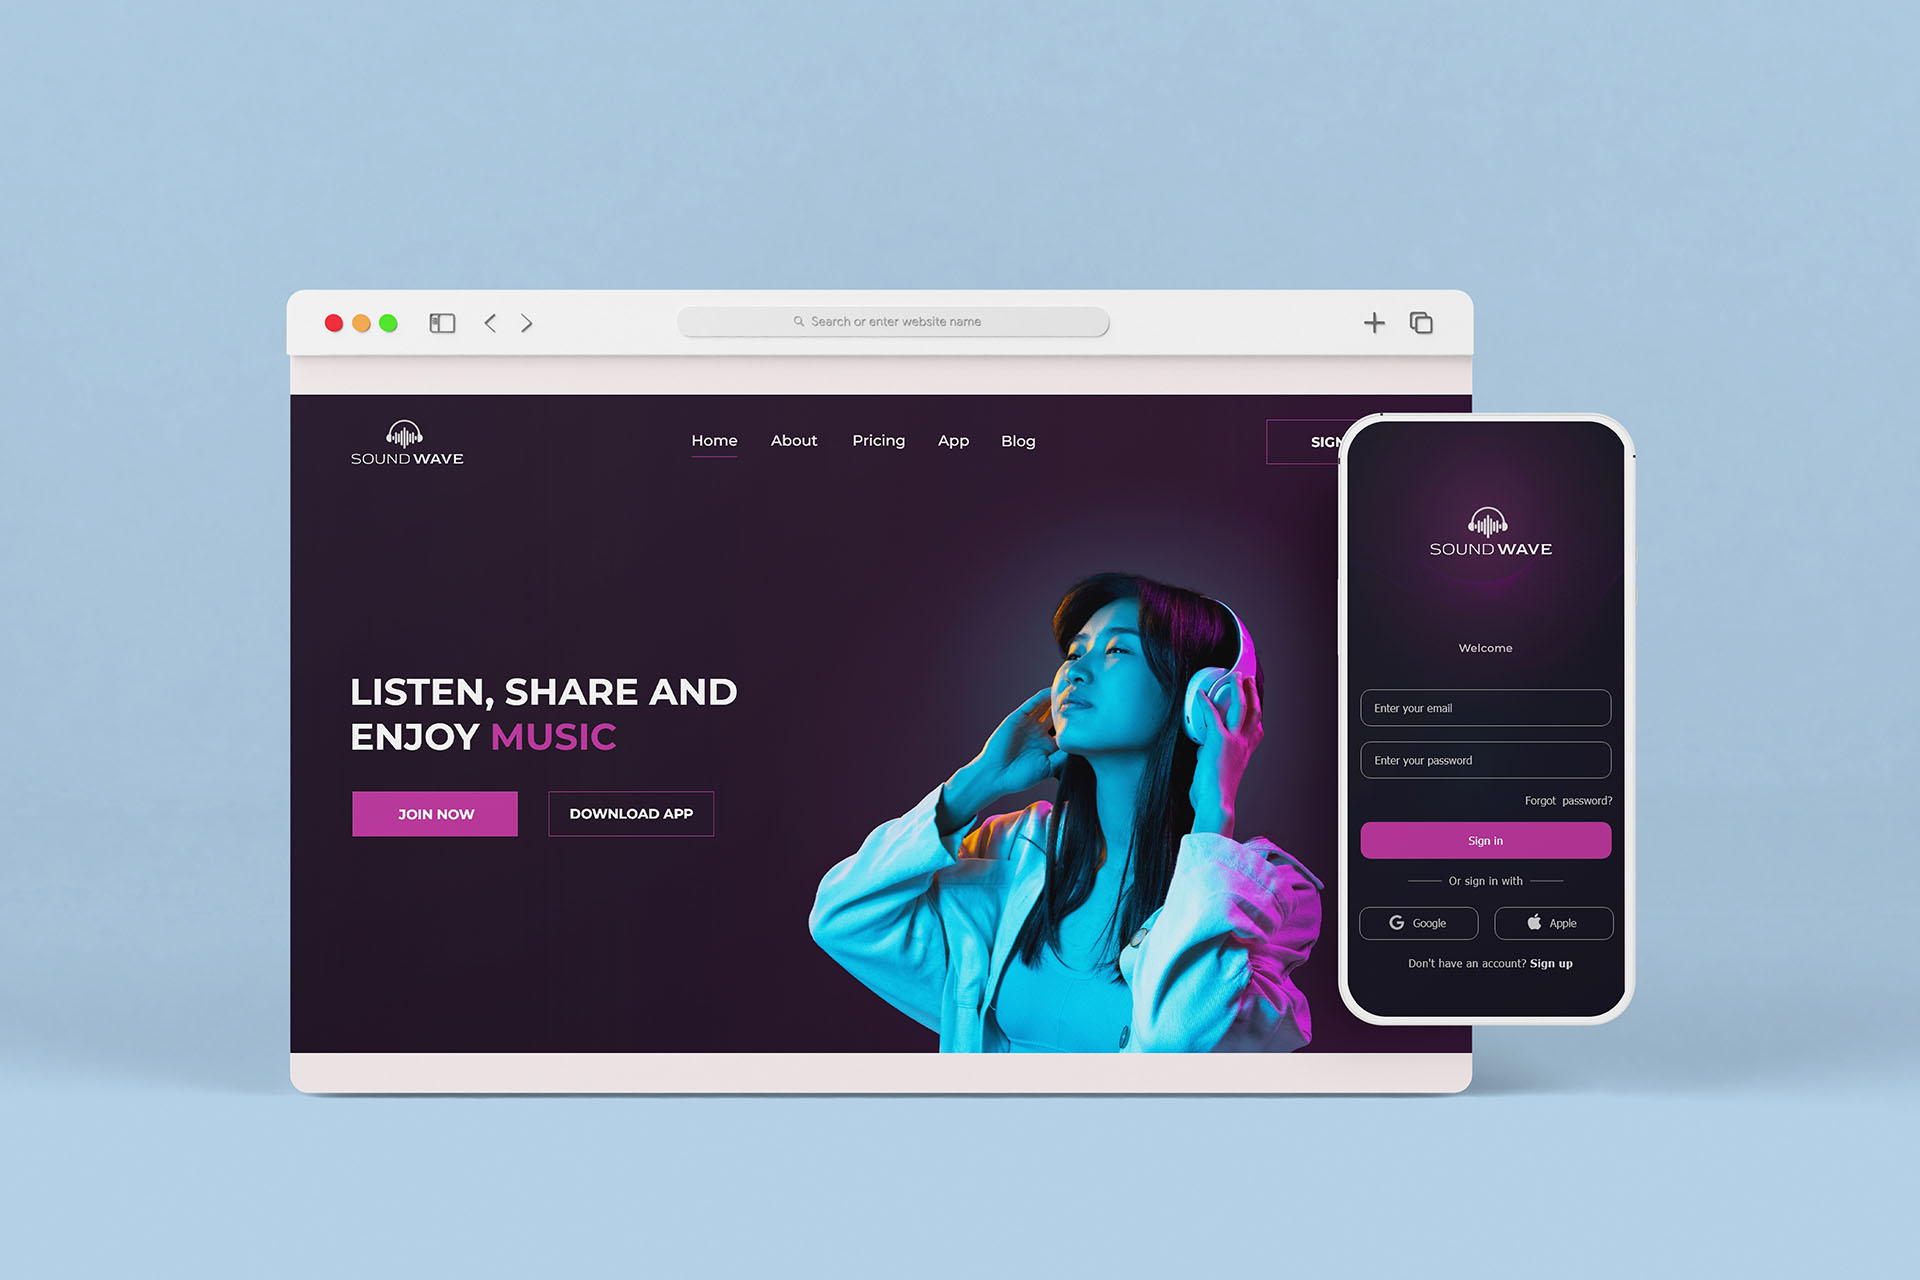 Search or enter website name
SOUND WAVE
Home About Pricing App Blog
LISTEN, SHARE AND
ENJOY MUSIC
JOIN NOW DOWNLOAD APP
SOUND WAVE
Welcome
Enter your email
Enter your password
Forgot password?
Sign in
Or sign in with
Google Apple
Don't have an account? Sign up